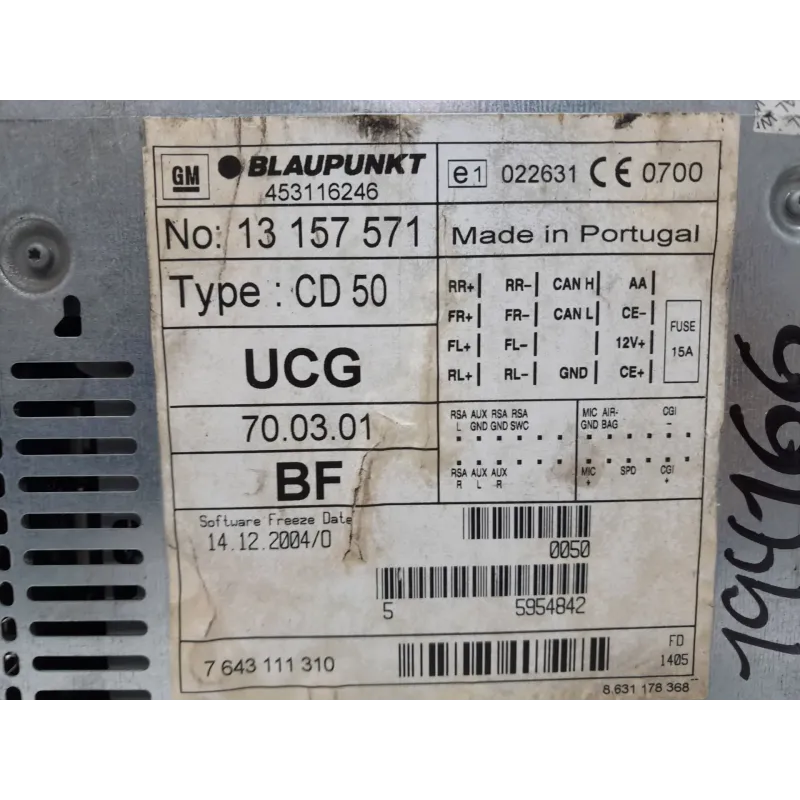 GM BLAUPUNKT
453116246
e1 022631 CE 0700
No: 13 157 571
Made in Portugal
Type : CD 50
RR+ RR- CAN H AA
FR+ FR- CAN L CE-
FL+ FL- 12V+
RL+ RL- GND CE+
FUSE
15A
UCG
70.03.01
RSA AUX RSA RSA
L GND GND SWC
MIC AIR- CGI
GND BAG -
RSA AUX AUX
R L R
MIC SPD CGI
+ +
BF
Software Freeze Date
14.12.2004/0
0050
5 5954842
7 643 111 310
FD
1405
8.631 178 368
194166